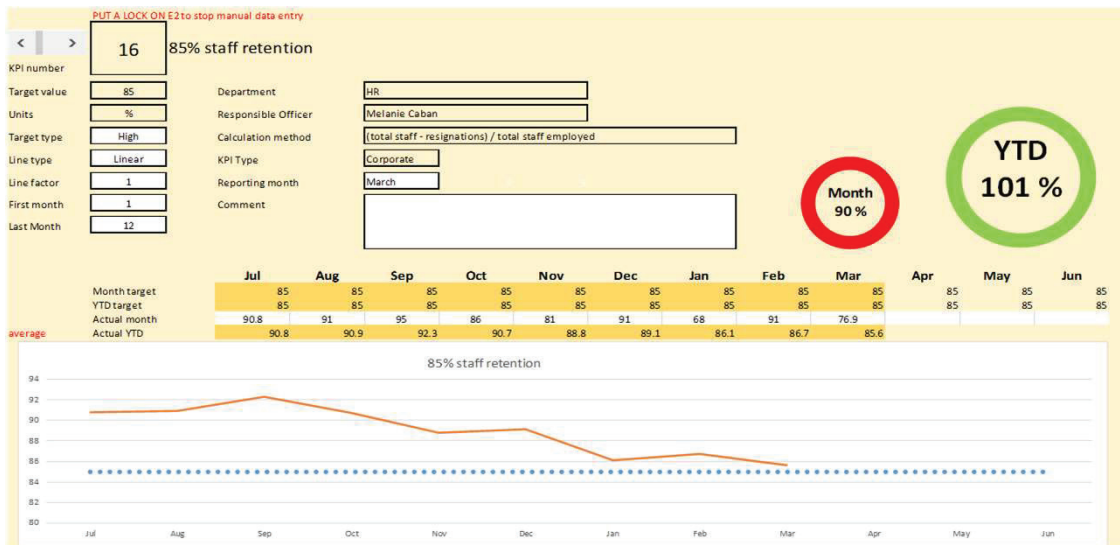 PUT A LOCK ON E2 to stop manual data entry
16
85% staff retention
KPI number
Target value 85 Department HR
Units % Responsible Officer Melanie Caban
Target type High Calculation method (total staff - resignations) / total staff employed
Line type Linear KPI Type Corporate
Line factor 1 Reporting month March
First month 1 Comment
Last Month 12
Month
90 %
YTD
101 %
Jul Aug Sep Oct Nov Dec Jan Feb Mar Apr May Jun
Month target 85 85 85 85 85 85 85 85 85 85 85 85
YTD target 85 85 85 85 85 85 85 85 85 85 85 85
Actual month 90.8 91 95 86 81 91 68 91 76.9
average Actual YTD 90.8 90.9 92.3 90.7 88.8 89.1 86.1 86.7 85.6
85% staff retention
94
92
90
88
86
84
82
80
Jul Aug Sep Oct Nov Dec Jan Feb Mar Apr May Jun